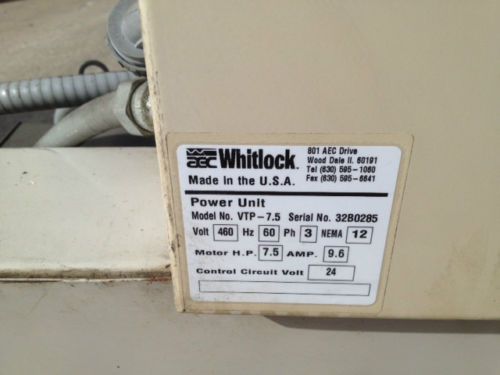 aec Whitlock.
801 AEC Drive
Wood Dale Il. 60191
Tel (630) 595-1060
Fax (630) 595-6641
Made in the U.S.A.
Power Unit
Model No. VTP-7.5 Serial No. 32B0285
Volt 460 Hz 60 Ph 3 NEMA 12
Motor H.P. 7.5 AMP. 9.6
Control Circuit Volt 24